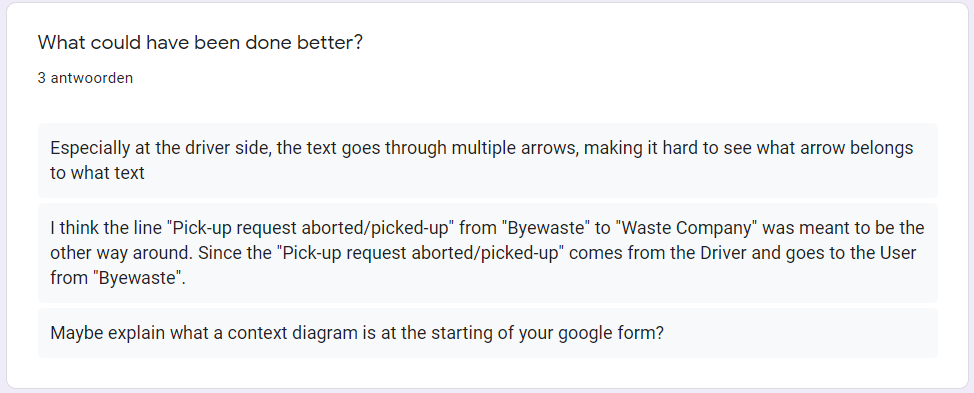 What could have been done better?
3 antwoorden
Especially at the driver side, the text goes through multiple arrows, making it hard to see what arrow belongs
to what text
I think the line "Pick-up request aborted/picked-up" from "Byewaste" to "Waste Company" was meant to be the
other way around. Since the "Pick-up request aborted/picked-up" comes from the Driver and goes to the User
from "Byewaste".
Maybe explain what a context diagram is at the starting of your google form?